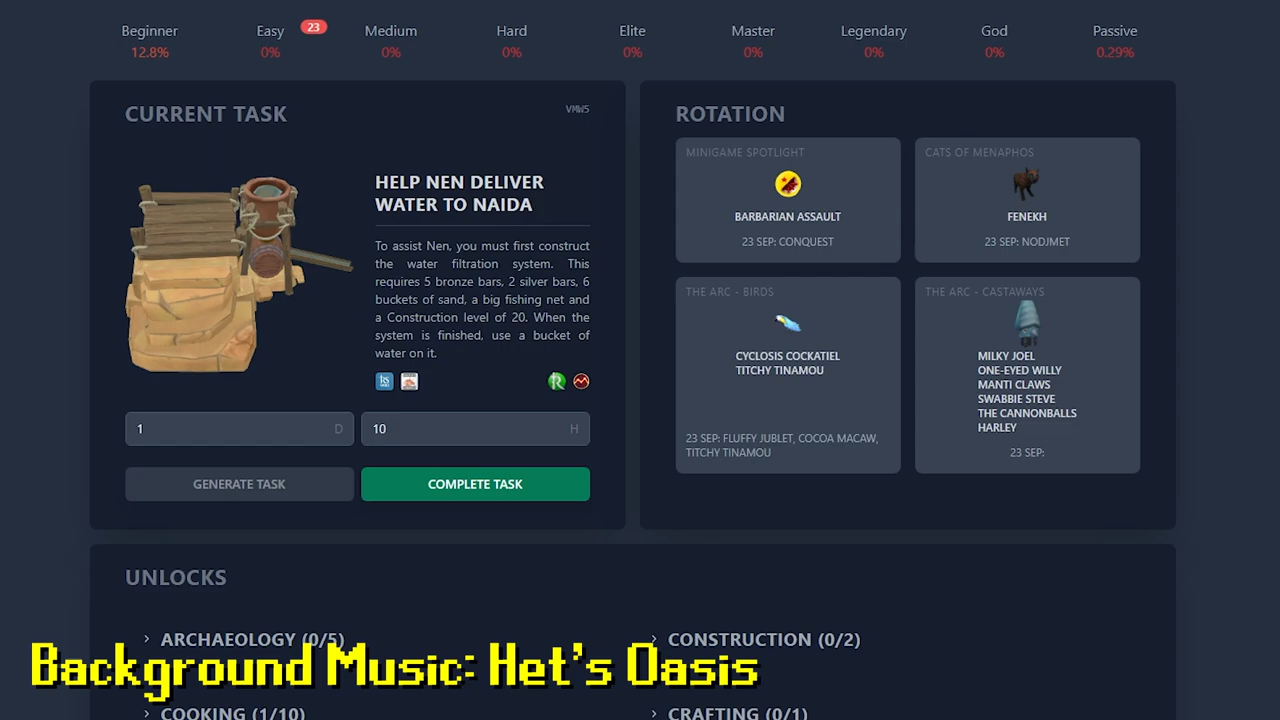 Beginner
12.8%
Easy
23
0%
Medium
0%
Hard
0%
Elite
0%
Master
0%
Legendary
0%
God
0%
Passive
0.29%
CURRENT TASK
VMW5
HELP NEN DELIVER
WATER TO NAIDA
To assist Nen, you must first construct
the water filtration system. This
requires 5 bronze bars, 2 silver bars, 6
buckets of sand, a big fishing net and
a Construction level of 20. When the
system is finished, use a bucket of
water on it.
1 D
10 H
GENERATE TASK
COMPLETE TASK
ROTATION
MINIGAME SPOTLIGHT
BARBARIAN ASSAULT
23 SEP: CONQUEST
CATS OF MENAPHOS
FENEKH
23 SEP: NODJMET
THE ARC - BIRDS
CYCLOSIS COCKATIEL
TITCHY TINAMOU
23 SEP: FLUFFY JUBLET, COCOA MACAW,
TITCHY TINAMOU
THE ARC - CASTAWAYS
MILKY JOEL
ONE-EYED WILLY
MANTI CLAWS
SWABBIE STEVE
THE CANNONBALLS
HARLEY
23 SEP:
UNLOCKS
ARCHAEOLOGY (0/5)
CONSTRUCTION (0/2)
Background Music: Het's Oasis
COOKING (1/10)
CRAFTING (0/1)